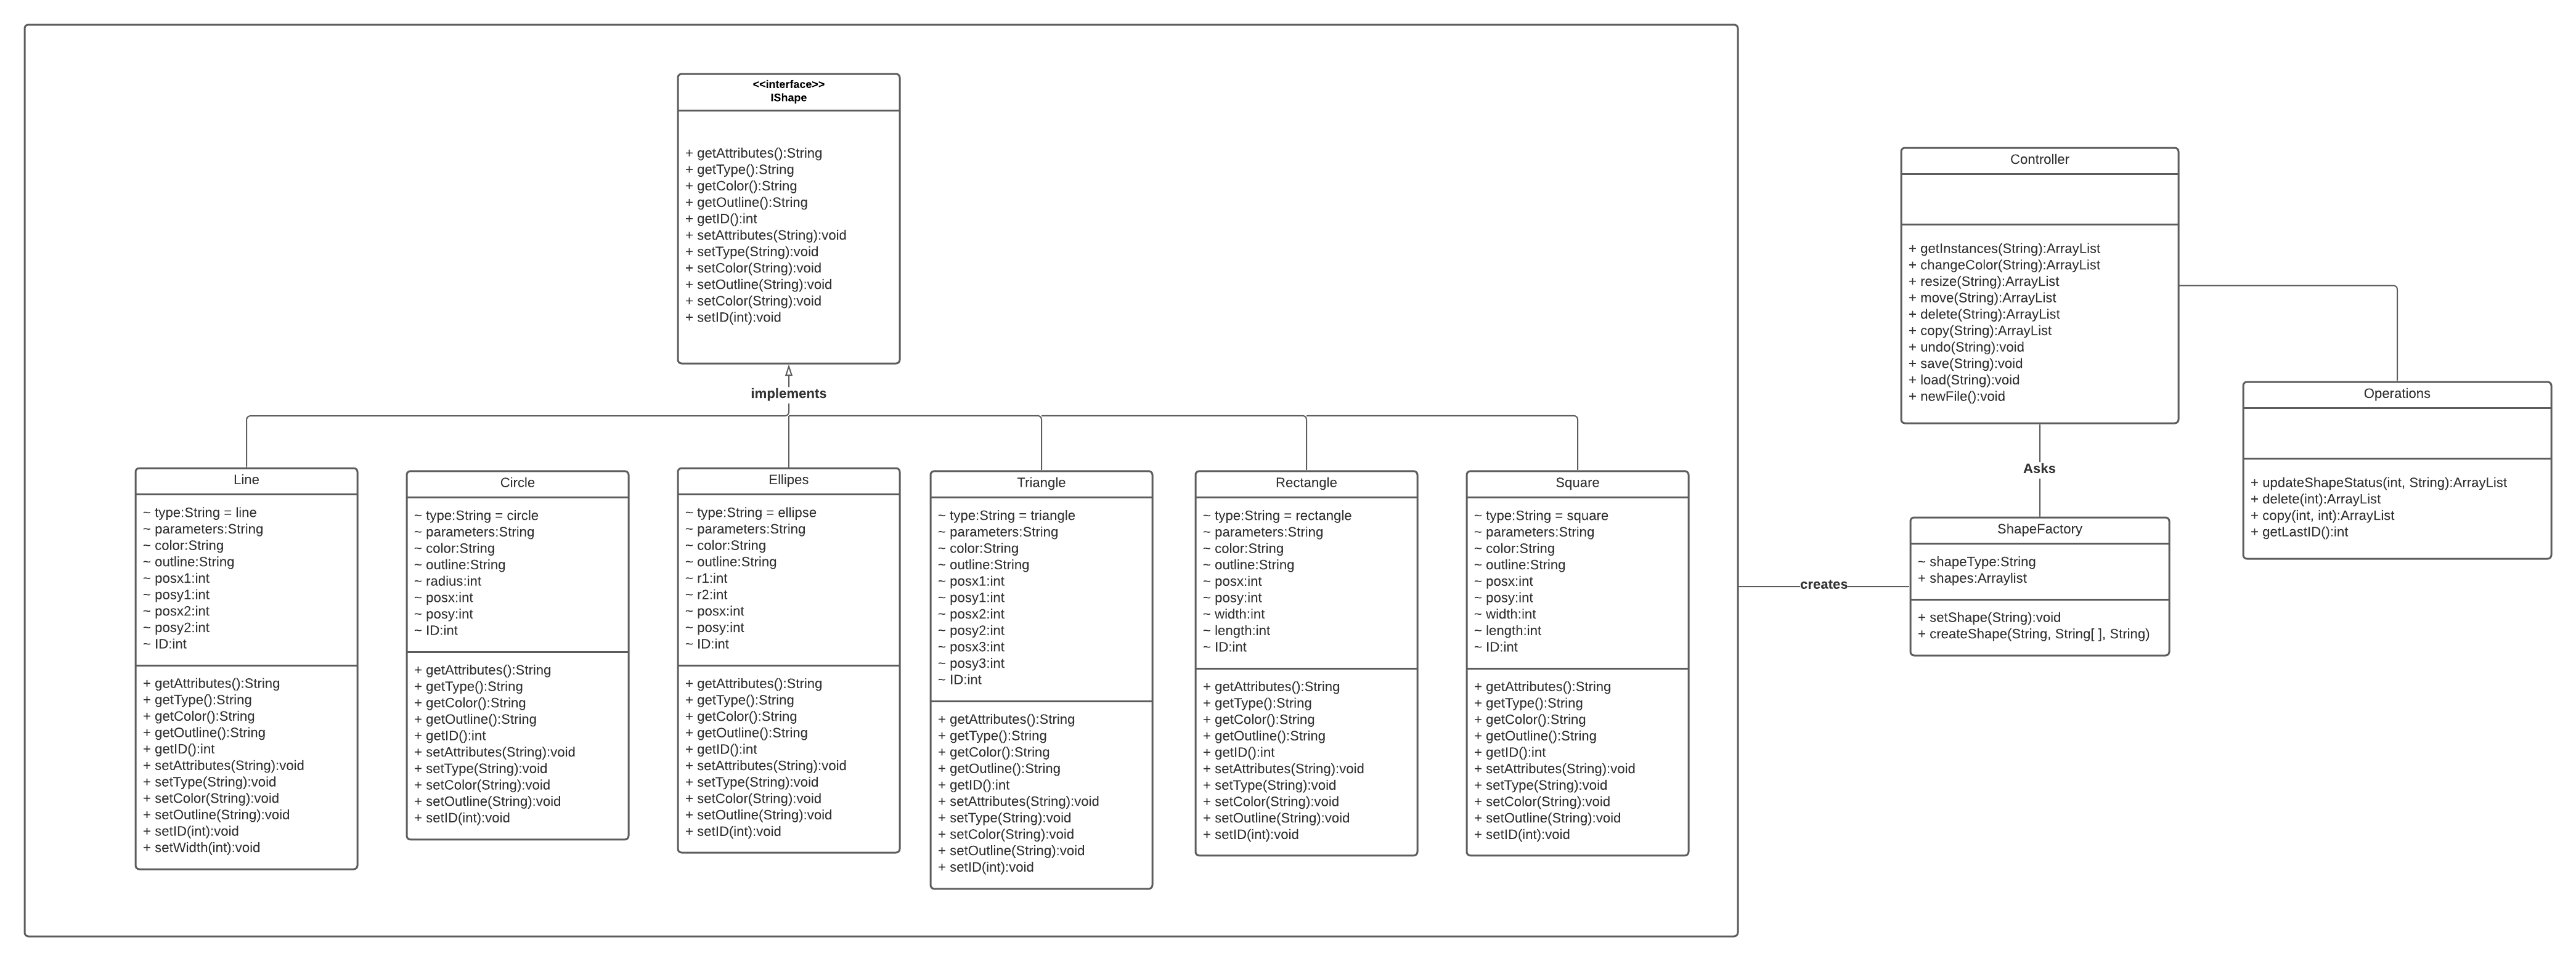 <<interface>>
IShape
+ getAttributes():String
+ getType():String
+ getColor():String
+ getOutline():String
+ getID():int
+ setAttributes(String):void
+ setType(String):void
+ setColor(String):void
+ setOutline(String):void
+ setColor(String):void
+ setID(int):void
implements
Line
~ type:String = line
~ parameters:String
~ color:String
~ outline:String
~ posx1:int
~ posy1:int
~ posx2:int
~ posy2:int
~ ID:int
+ getAttributes():String
+ getType():String
+ getColor():String
+ getOutline():String
+ getID():int
+ setAttributes(String):void
+ setType(String):void
+ setColor(String):void
+ setOutline(String):void
+ setID(int):void
+ setWidth(int):void
Circle
~ type:String = circle
~ parameters:String
~ color:String
~ outline:String
~ radius:int
~ posx:int
~ posy:int
~ ID:int
+ getAttributes():String
+ getType():String
+ getColor():String
+ getOutline():String
+ getID():int
+ setAttributes(String):void
+ setType(String):void
+ setColor(String):void
+ setOutline(String):void
+ setID(int):void
Ellipes
~ type:String = ellipse
~ parameters:String
~ color:String
~ outline:String
~ r1:int
~ r2:int
~ posx:int
~ posy:int
~ ID:int
+ getAttributes():String
+ getType():String
+ getColor():String
+ getOutline():String
+ getID():int
+ setAttributes(String):void
+ setType(String):void
+ setColor(String):void
+ setOutline(String):void
+ setID(int):void
Triangle
~ type:String = triangle
~ parameters:String
~ color:String
~ outline:String
~ posx1:int
~ posy1:int
~ posx2:int
~ posy2:int
~ posx3:int
~ posy3:int
~ ID:int
+ getAttributes():String
+ getType():String
+ getColor():String
+ getOutline():String
+ getID():int
+ setAttributes(String):void
+ setType(String):void
+ setColor(String):void
+ setOutline(String):void
+ setID(int):void
Rectangle
~ type:String = rectangle
~ parameters:String
~ color:String
~ outline:String
~ posx:int
~ posy:int
~ width:int
~ length:int
~ ID:int
+ getAttributes():String
+ getType():String
+ getColor():String
+ getOutline():String
+ getID():int
+ setAttributes(String):void
+ setType(String):void
+ setColor(String):void
+ setOutline(String):void
+ setID(int):void
Square
~ type:String = square
~ parameters:String
~ color:String
~ outline:String
~ posx:int
~ posy:int
~ width:int
~ length:int
~ ID:int
+ getAttributes():String
+ getType():String
+ getColor():String
+ getOutline():String
+ getID():int
+ setAttributes(String):void
+ setType(String):void
+ setColor(String):void
+ setOutline(String):void
+ setID(int):void
creates
Controller
+ getInstances(String):ArrayList
+ changeColor(String):ArrayList
+ resize(String):ArrayList
+ move(String):ArrayList
+ delete(String):ArrayList
+ copy(String):ArrayList
+ undo(String):void
+ save(String):void
+ load(String):void
+ newFile():void
Asks
ShapeFactory
~ shapeType:String
+ shapes:Arraylist
+ setShape(String):void
+ createShape(String, String[ ], String)
Operations
+ updateShapeStatus(int, String):ArrayList
+ delete(int):ArrayList
+ copy(int, int):ArrayList
+ getLastID():int